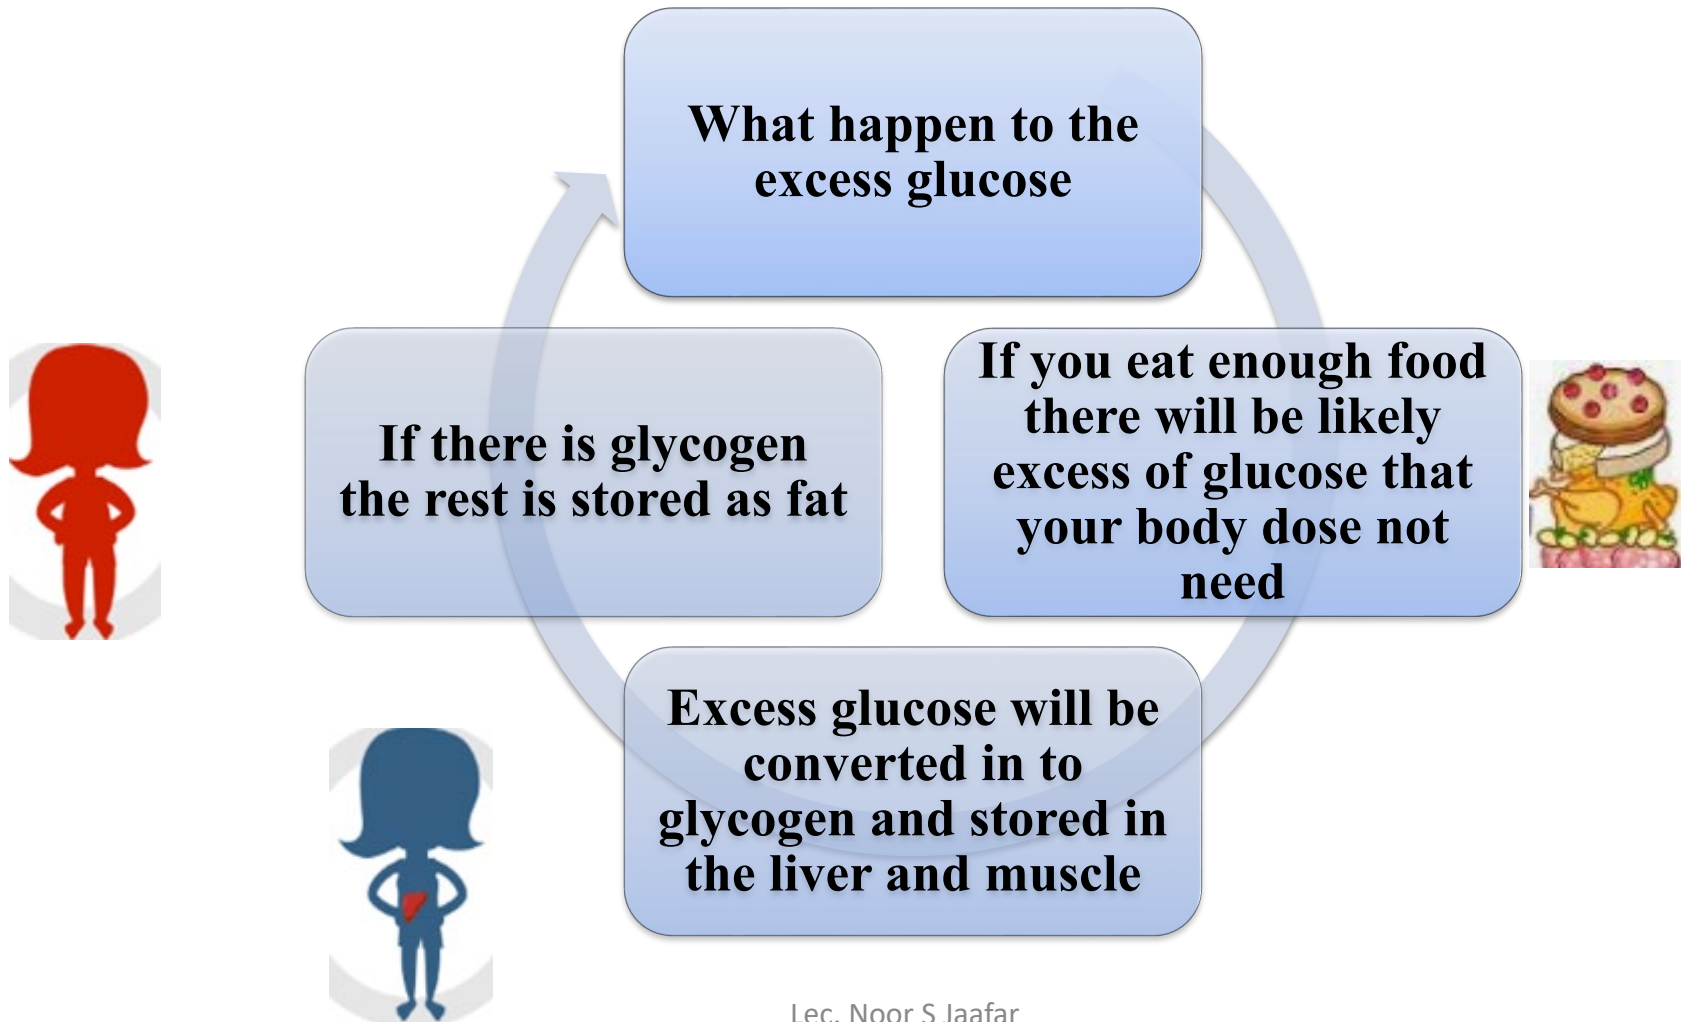 What happen to the
excess glucose
If you eat enough food
there will be likely
excess of glucose that
your body dose not
need
Excess glucose will be
converted in to
glycogen and stored in
the liver and muscle
If there is glycogen
the rest is stored as fat
Lec. Noor S Jaafar